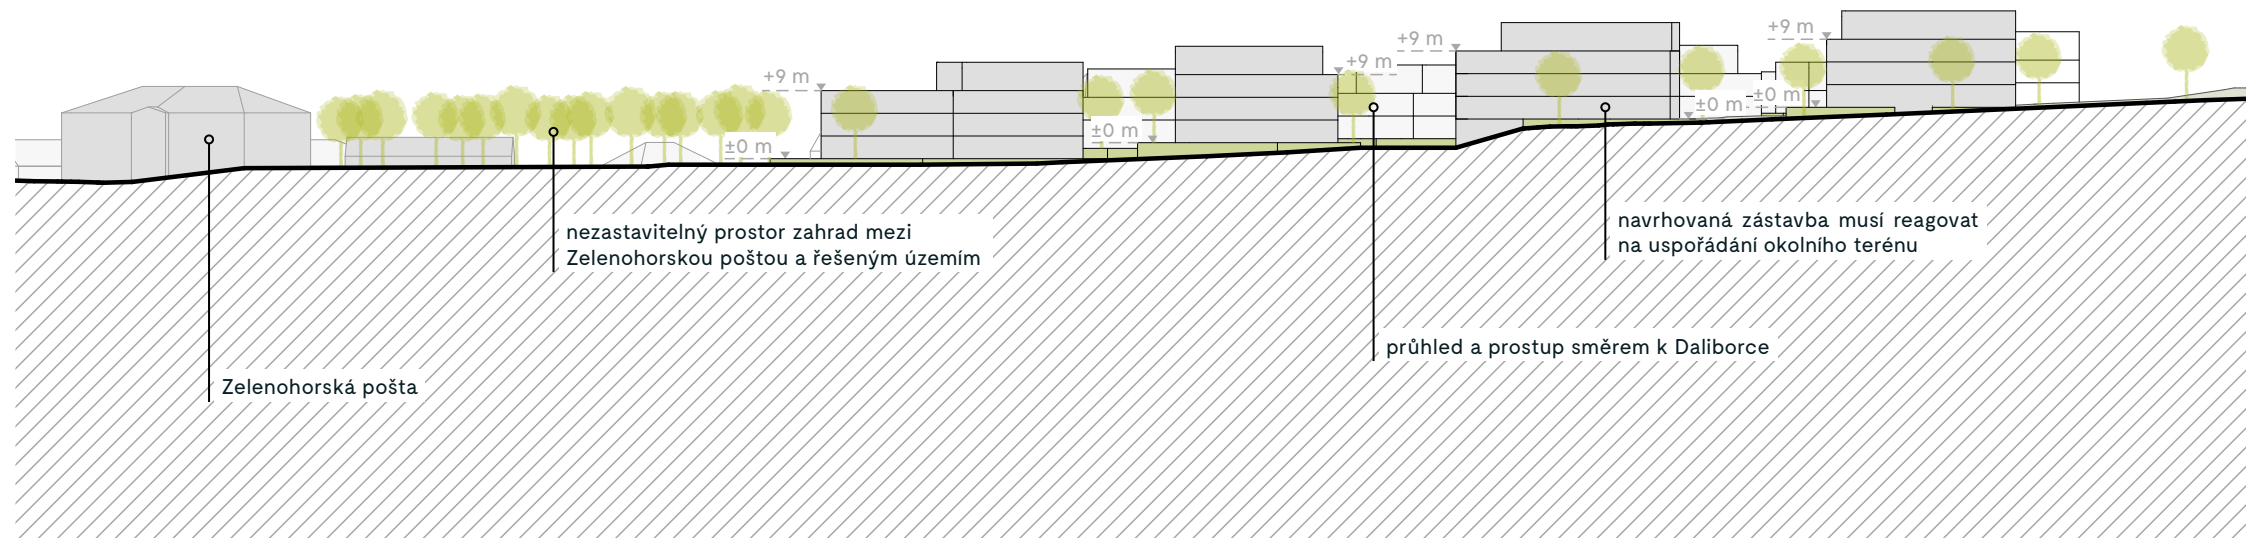 +9 m
±0 m
±0 m
+9 m
+9 m
±0 m
±0 m
+9 m
nezastavitelný prostor zahrad mezi
Zelenohorskou poštou a řešeným územím
navrhovaná zástavba musí reagovat
na uspořádání okolního terénu
průhled a prostup směrem k Daliborce
Zelenohorská pošta